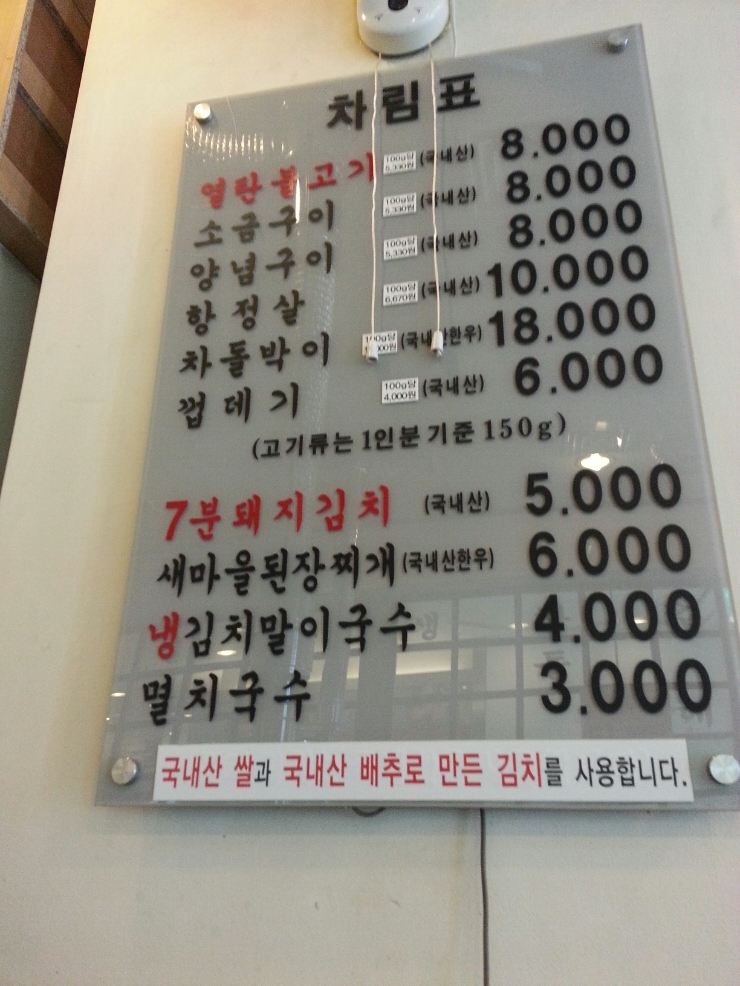 차림표
열탄불고기 100g당 5,330원 (국내산) 8.000
소금구이 100g당 5,330원 (국내산) 8.000
양념구이 100g당 5,330원 (국내산) 8.000
항정살 100g당 6,670원 (국내산) 10.000
차돌박이 100g당 (국내산한우) 18.000
껍데기 100g당 4,000원 (국내산) 6.000
(고기류는 1인분 기준 150g)
7분돼지김치 (국내산) 5.000
새마을된장찌개 (국내산한우) 6.000
냉김치말이국수 4.000
멸치국수 3.000
국내산 쌀과 국내산 배추로 만든 김치를 사용합니다.